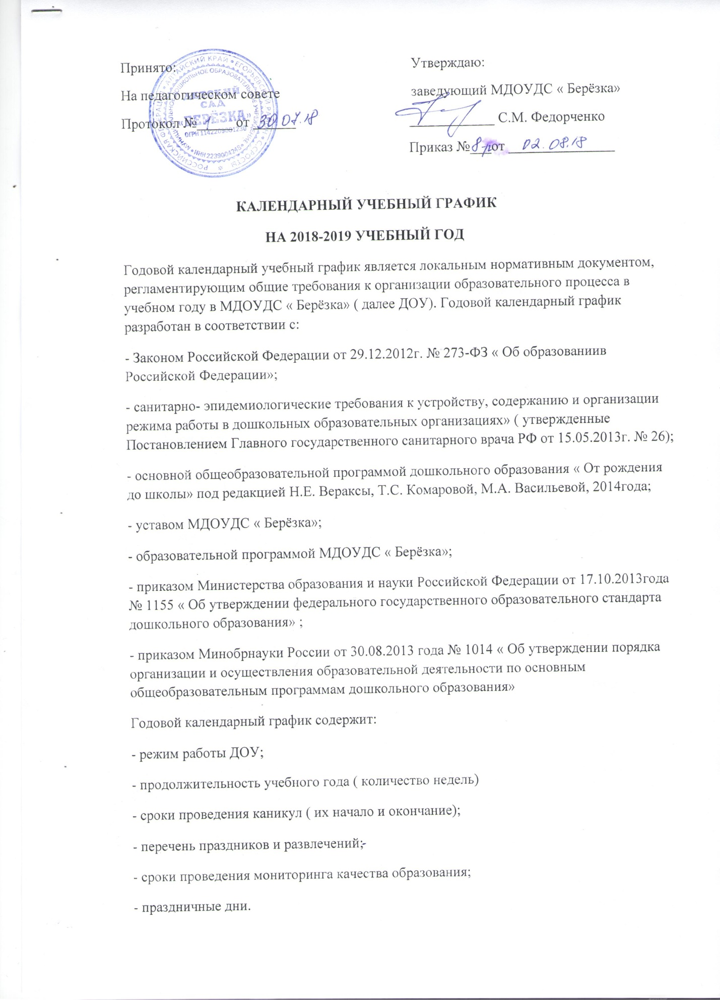 Принято:
На педагогическом совете
Протокол № 1 от 30.07.18
РОССИЙСКАЯ ФЕДЕРАЦИЯ • АЛТАЙСКИЙ КРАЙ • ЕГОРЬЕВСКИЙ РАЙОН • С.СРОСТЫ
МУНИЦИПАЛЬНОЕ ДОШКОЛЬНОЕ ОБРАЗОВАТЕЛЬНОЕ УЧРЕЖДЕНИЕ • ИНН 2239004248 •
ДЕТСКИЙ
САД
«БЕРЁЗКА»
ОГРН 1142209001230
Утверждаю:
заведующий МДОУДС « Берёзка»
С.М. Федорченко
Приказ № 8-р от 02.08.18
КАЛЕНДАРНЫЙ УЧЕБНЫЙ ГРАФИК
НА 2018-2019 УЧЕБНЫЙ ГОД
Годовой календарный учебный график является локальным нормативным документом,
регламентирующим общие требования к организации образовательного процесса в
учебном году в МДОУДС « Берёзка» ( далее ДОУ). Годовой календарный график
разработан в соответствии с:
- Законом Российской Федерации от 29.12.2012г. № 273-ФЗ « Об образованиив
Российской Федерации»;
- санитарно- эпидемиологические требования к устройству, содержанию и организации
режима работы в дошкольных образовательных организациях» ( утвержденные
Постановлением Главного государственного санитарного врача РФ от 15.05.2013г. № 26);
- основной общеобразовательной программой дошкольного образования « От рождения
до школы» под редакцией Н.Е. Вераксы, Т.С. Комаровой, М.А. Васильевой, 2014года;
- уставом МДОУДС « Берёзка»;
- образовательной программой МДОУДС « Берёзка»;
- приказом Министерства образования и науки Российской Федерации от 17.10.2013года
№ 1155 « Об утверждении федерального государственного образовательного стандарта
дошкольного образования» ;
- приказом Минобрнауки России от 30.08.2013 года № 1014 « Об утверждении порядка
организации и осуществления образовательной деятельности по основным
общеобразовательным программам дошкольного образования»
Годовой календарный график содержит:
- режим работы ДОУ;
- продолжительность учебного года ( количество недель)
- сроки проведения каникул ( их начало и окончание);
- перечень праздников и развлечений;-
- сроки проведения мониторинга качества образования;
- праздничные дни.